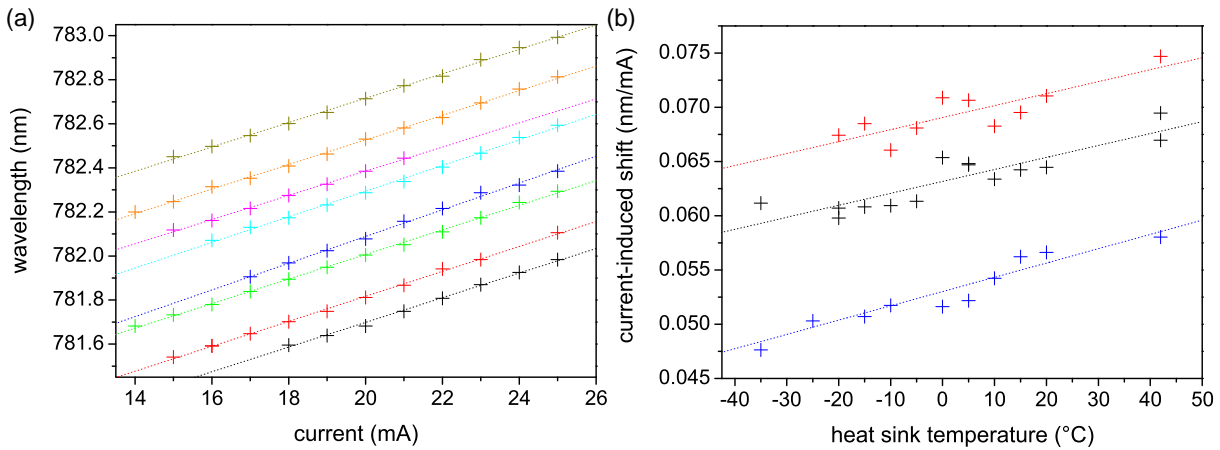 (a)
783.0
782.8
782.6
782.4
782.2
782.0
781.8
781.6
wavelength (nm)
14 16 18 20 22 24 26
current (mA)
(b)
0.075
0.070
0.065
0.060
0.055
0.050
0.045
current-induced shift (nm/mA)
-40 -30 -20 -10 0 10 20 30 40 50
heat sink temperature (°C)